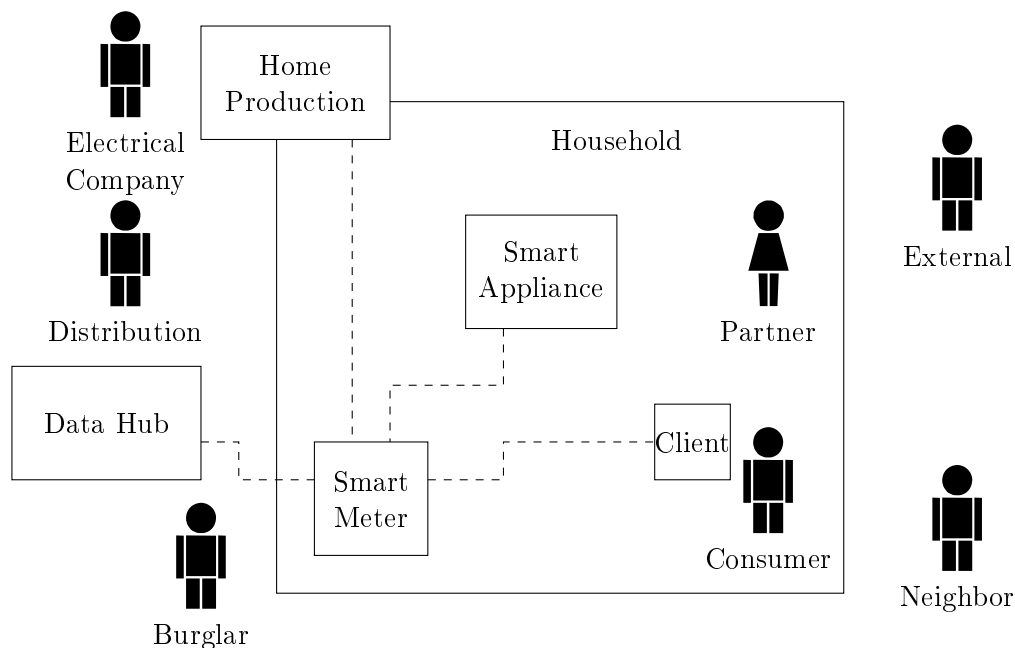 Home
Production
Electrical
Company
Household
External
Smart
Appliance
Distribution
Partner
Data Hub
Client
Smart
Meter
Consumer
Neighbor
Burglar